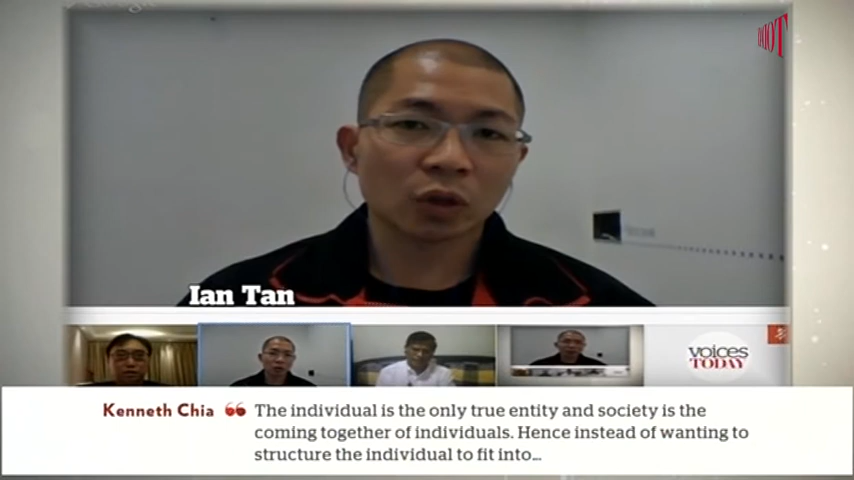 Google
Ian Tan
voices
TODAY
Kenneth Chia
The individual is the only true entity and society is the
coming together of individuals. Hence instead of wanting to
structure the individual to fit into...